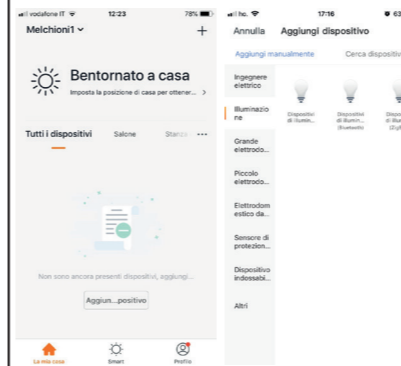 vodafone IT 12:23 78%
Melchioni1
+
Bentornato a casa
Imposta la posizione di casa per ottener... >
Tutti i dispositivi Salone Stanza ...
Non sono ancora presenti dispositivi, aggiungi...
Aggiun...positivo
La mia casa Smart Profilo
ho. 17:16 63
Annulla Aggiungi dispositivo
Aggiungi manualmente Cerca dispositivi
Ingegnere
elettrico
Illuminazio
ne
Grande
elettrodo...
Piccolo
elettrodo...
Elettrodom
estico da...
Sensore di
protezion...
Dispositivo
indossabi...
Altri
Dispositivi
di illumin...
Dispositivi
di illumin...
(Bluetooth)